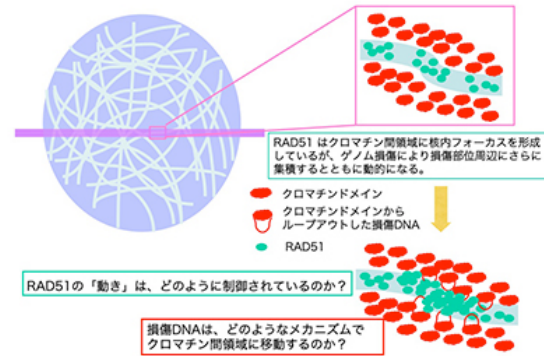 RAD51 はクロマチン間領域に核内フォーカスを形成
しているが、ゲノム損傷により損傷部位周辺にさらに
集積するとともに動的になる。
クロマチンドメイン
クロマチンドメインから
ループアウトした損傷DNA
RAD51
RAD51の「動き」は、どのように制御されているのか？
損傷DNAは、どのようなメカニズムで
クロマチン間領域に移動するのか？